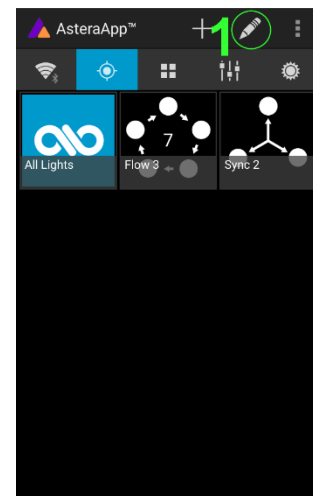 AsteraApp™
1
7
All Lights
Flow 3
Sync 2